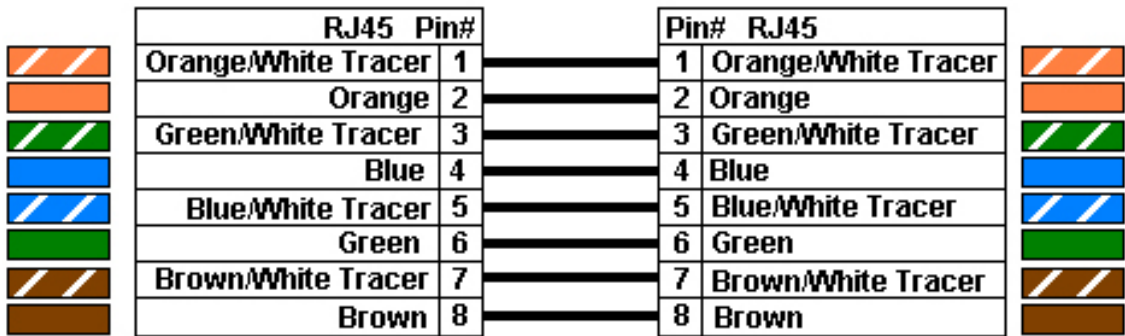 RJ45 Pin# Pin# RJ45
Orange/White Tracer 1 1 Orange/White Tracer
Orange 2 2 Orange
Green/White Tracer 3 3 Green/White Tracer
Blue 4 4 Blue
Blue/White Tracer 5 5 Blue/White Tracer
Green 6 6 Green
Brown/White Tracer 7 7 Brown/White Tracer
Brown 8 8 Brown